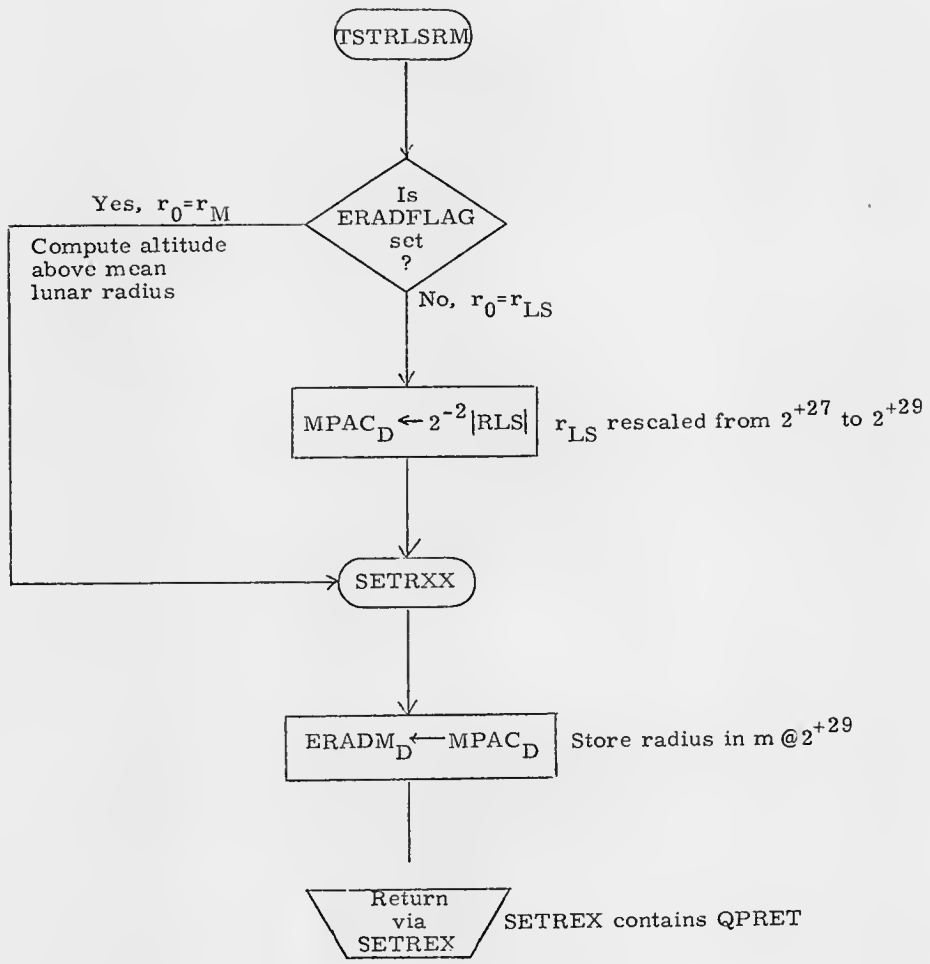 TSTRLSRM
Is
ERADFLAG
set
?
Yes, r0=rM
Compute altitude
above mean
lunar radius
No, r0=rLS
MPACD ← 2^-2 |RLS|
rLS rescaled from 2^+27 to 2^+29
SETRXX
ERADMD ← MPACD
Store radius in m @2^+29
Return
via
SETREX
SETREX contains QPRET